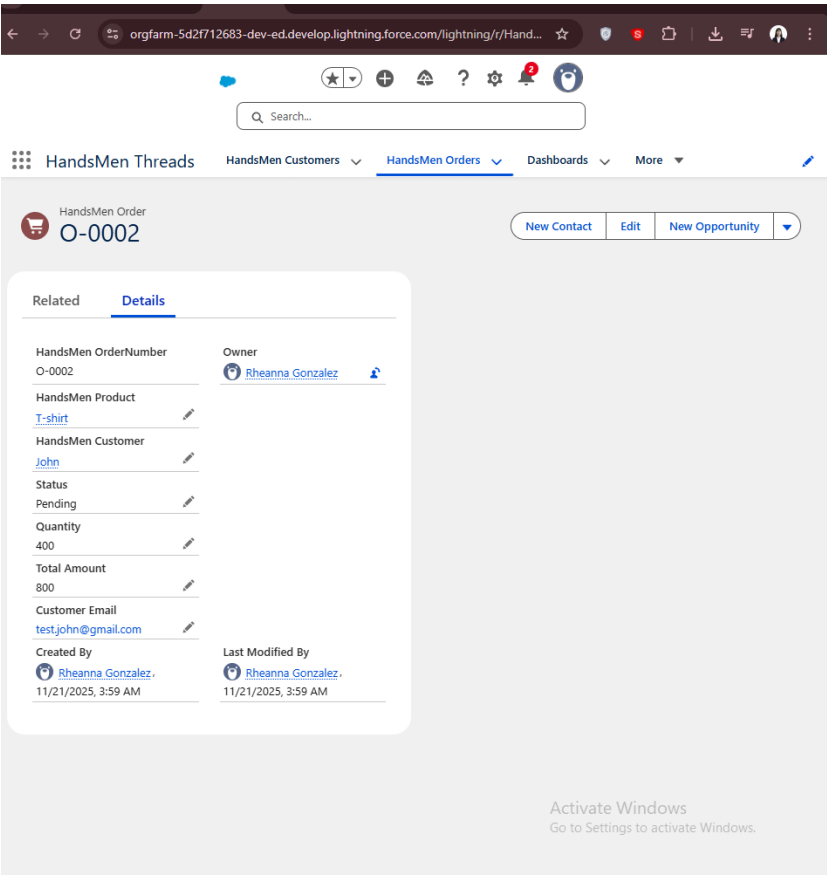 orgfarm-5d2f712683-dev-ed.develop.lightning.force.com/lightning/r/Hand...
S
2
Search...
HandsMen Threads
HandsMen Customers
HandsMen Orders
Dashboards
More
HandsMen Order
O-0002
New Contact
Edit
New Opportunity
Related
Details
HandsMen OrderNumber
O-0002
Owner
Rheanna Gonzalez
HandsMen Product
T-shirt
HandsMen Customer
John
Status
Pending
Quantity
400
Total Amount
800
Customer Email
test.john@gmail.com
Created By
Rheanna Gonzalez,
11/21/2025, 3:59 AM
Last Modified By
Rheanna Gonzalez,
11/21/2025, 3:59 AM
Activate Windows
Go to Settings to activate Windows.